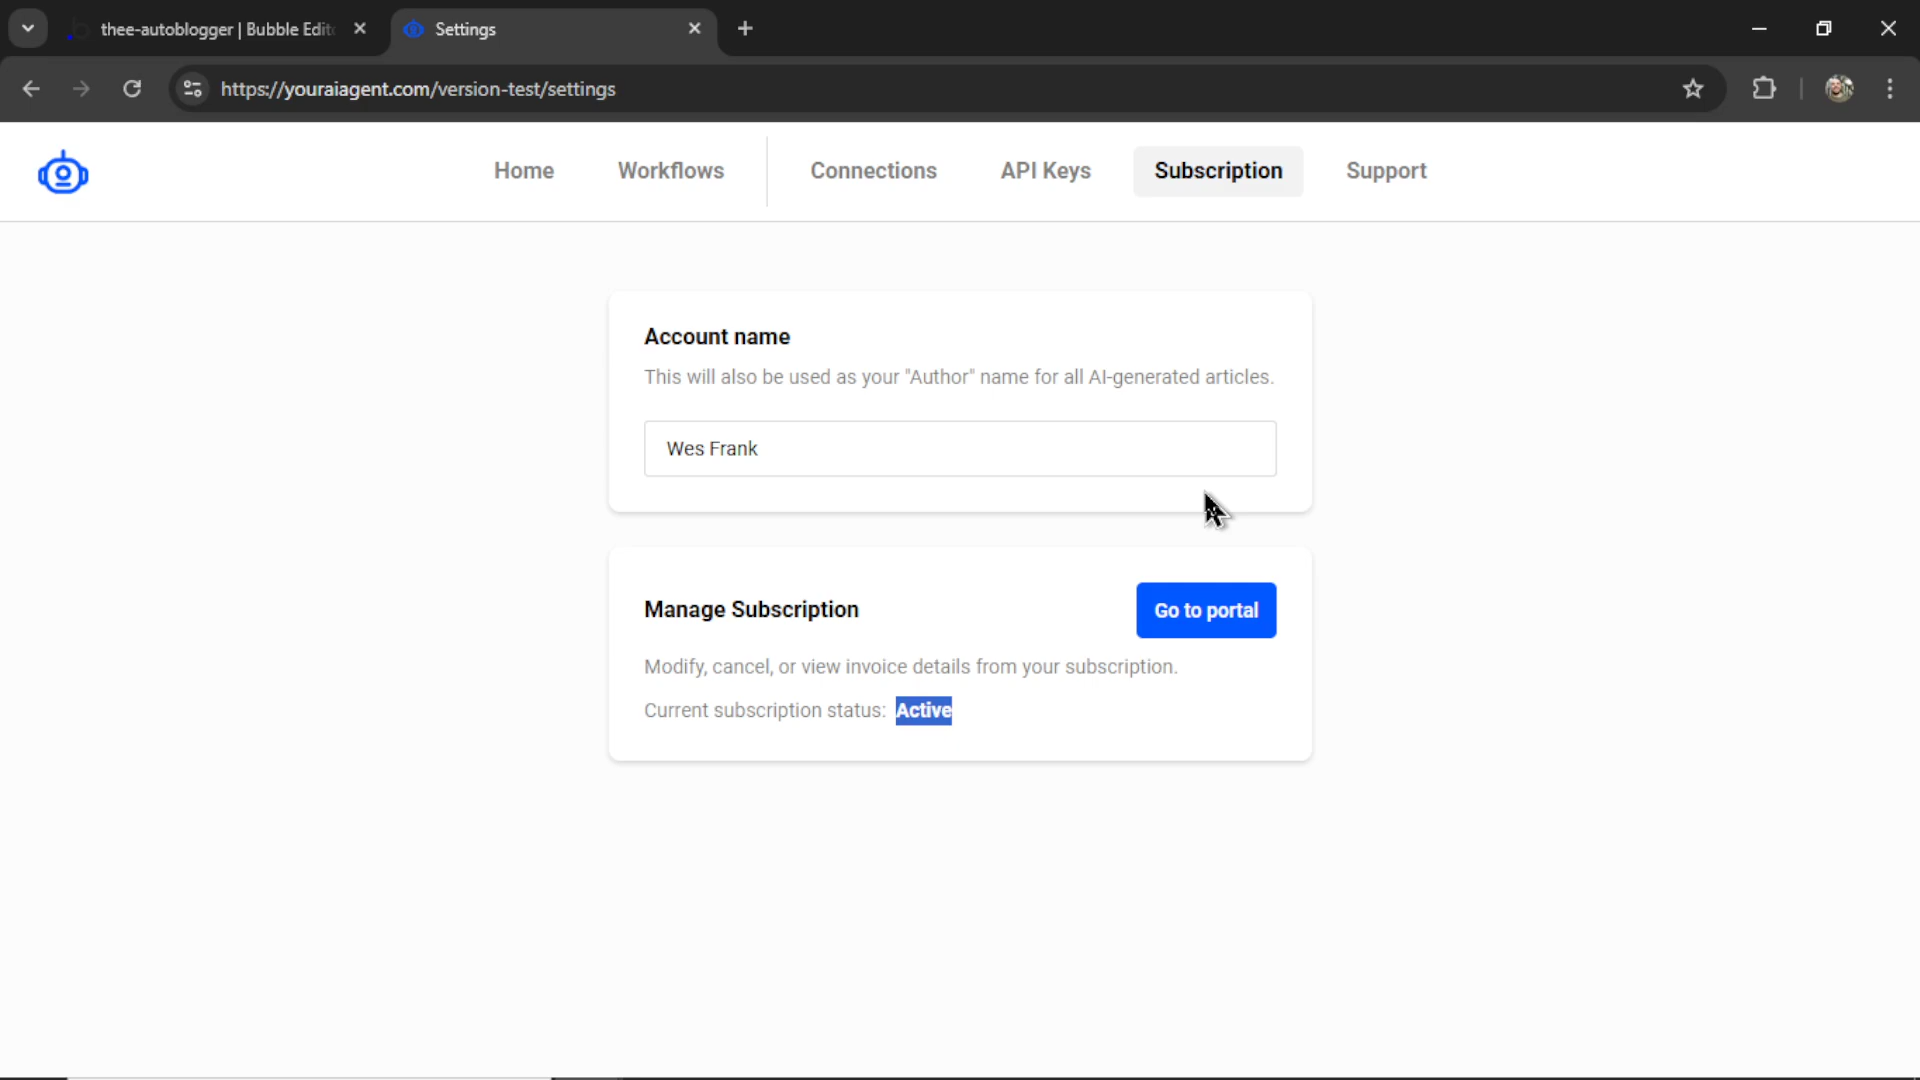 thee-autoblogger | Bubble Edit
Settings
https://youraiagent.com/version-test/settings
Home
Workflows
Connections
API Keys
Subscription
Support
Account name
This will also be used as your "Author" name for all AI-generated articles.
Wes Frank
Manage Subscription
Go to portal
Modify, cancel, or view invoice details from your subscription.
Current subscription status: Active